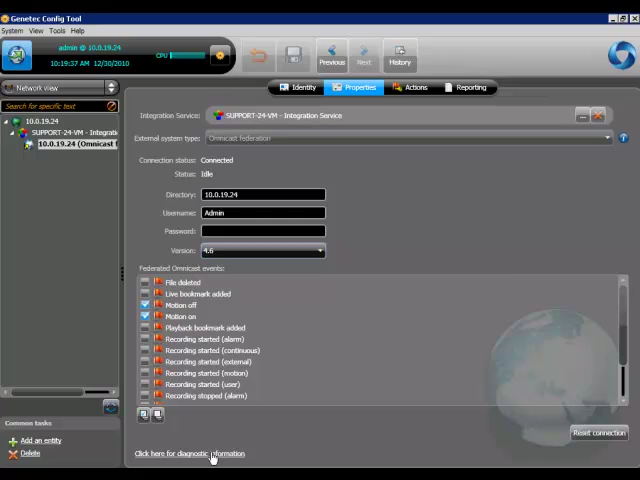 Genetec Config Tool
System View Tools Help
admin @ 10.0.19.24
10:19:37 AM 12/30/2010
CPU
Previous
Next
History
Network view
Identity
Properties
Actions
Reporting
Search for specific text
10.0.19.24
SUPPORT-24-VM - Integrati
10.0.19.24 (Omnicast f
Integration Service: SUPPORT-24-VM - Integration Service
...
External system type: Omnicast federation
Connection status: Connected
Status: Idle
Directory: 10.0.19.24
Username: Admin
Password:
Version: 4.6
Federated Omnicast events:
File deleted
Live bookmark added
Motion off
Motion on
Playback bookmark added
Recording started (alarm)
Recording started (continuous)
Recording started (external)
Recording started (motion)
Recording started (user)
Recording stopped (alarm)
Reset connection
Common tasks
Add an entity
Delete
Click here for diagnostic information